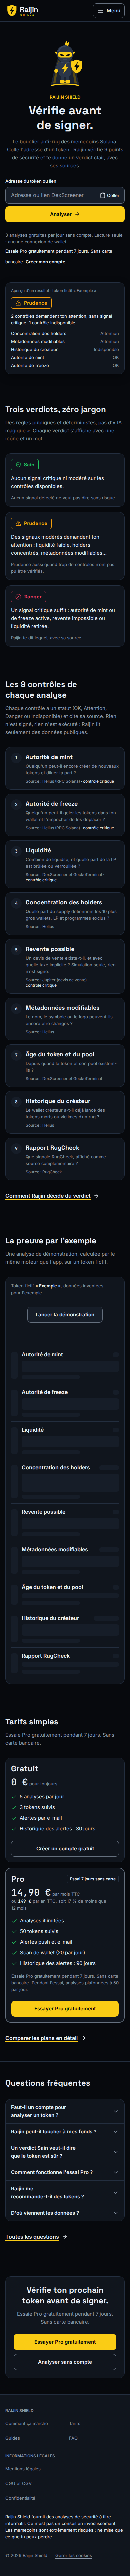 Raijin
SHIELD
Menu
RAIJIN SHIELD
Vérifie avant
de signer.
Le bouclier anti-rug des memecoins Solana.
Colle l'adresse d'un token, Raijin vérifie 9 points
de sécurité et te donne un verdict clair, avec ses
sources.
Adresse du token ou lien
Adresse ou lien DexScreener
Coller
Analyser
3 analyses gratuites par jour sans compte. Lecture seule
: aucune connexion de wallet.
Essaie Pro gratuitement pendant 7 jours. Sans carte
bancaire. Créer mon compte
Aperçu d'un résultat · token fictif « Exemple »
Prudence
2 contrôles demandent ton attention, sans signal
critique. 1 contrôle indisponible.
Concentration des holders
Attention
Métadonnées modifiables
Attention
Historique du créateur
Indisponible
Autorité de mint
OK
Autorité de freeze
OK
Trois verdicts, zéro jargon
Des règles publiques et déterministes, pas d'« IA
». Chaque verdict s'affiche avec une
icône et un mot.
Sain
Aucun signal critique ni modéré sur les
contrôles disponibles.
Aucun signal détecté ne veut pas dire sans risque.
Prudence
Des signaux modérés demandent ton
attention : liquidité faible, holders
concentrés, métadonnées modifiables…
Prudence aussi quand trop de contrôles n'ont pas
pu être vérifiés.
Danger
Un signal critique suffit : autorité de mint ou
de freeze active, revente impossible ou
liquidité retirée.
Raijin te dit lequel, avec sa source.
Les 9 contrôles de
chaque analyse
Chaque contrôle a un statut (OK, Attention,
Danger ou Indisponible) et cite sa source. Rien
n'est signé, rien n'est exécuté : Raijin lit
uniquement des données publiques.
1
Autorité de mint
Quelqu'un peut-il encore créer de nouveaux
tokens et diluer ta part ?
Source : Helius (RPC Solana) · contrôle critique
2
Autorité de freeze
Quelqu'un peut-il geler les tokens dans ton
wallet et t'empêcher de les déplacer ?
Source : Helius (RPC Solana) · contrôle critique
3
Liquidité
Combien de liquidité, et quelle part de la LP
est brûlée ou verrouillée ?
Source : DexScreener et GeckoTerminal ·
contrôle critique
4
Concentration des holders
Quelle part du supply détiennent les 10 plus
gros wallets, LP et programmes exclus ?
Source : Helius
5
Revente possible
Un devis de vente existe-t-il, et avec
quelle taxe implicite ? Simulation seule, rien
n'est signé.
Source : Jupiter (devis de vente) ·
contrôle critique
6
Métadonnées modifiables
Le nom, le symbole ou le logo peuvent-ils
encore être changés ?
Source : Helius
7
Âge du token et du pool
Depuis quand le token et son pool existent-
ils ?
Source : DexScreener et GeckoTerminal
8
Historique du créateur
Le wallet créateur a-t-il déjà lancé des
tokens morts ou victimes d'un rug ?
Source : Helius
9
Rapport RugCheck
Que signale RugCheck, affiché comme
source complémentaire ?
Source : RugCheck
Comment Raijin décide du verdict
La preuve par l'exemple
Une analyse de démonstration, calculée par le
même moteur que l'app, sur un token fictif.
Token fictif « Exemple », données inventées
pour l'exemple.
Lancer la démonstration
Autorité de mint
Autorité de freeze
Liquidité
Concentration des holders
Revente possible
Métadonnées modifiables
Âge du token et du pool
Historique du créateur
Rapport RugCheck
Tarifs simples
Essaie Pro gratuitement pendant 7 jours. Sans
carte bancaire.
Gratuit
0 € pour toujours
5 analyses par jour
3 tokens suivis
Alertes par e-mail
Historique des alertes : 30 jours
Créer un compte gratuit
Pro
Essai 7 jours sans carte
14,90 € par mois TTC
ou 149 € par an TTC, soit 17 % de moins que
12 mois
Analyses illimitées
50 tokens suivis
Alertes push et e-mail
Scan de wallet (20 par jour)
Historique des alertes : 90 jours
Essaie Pro gratuitement pendant 7 jours. Sans carte
bancaire. Pendant l'essai, analyses plafonnées à 50
par jour.
Essayer Pro gratuitement
Comparer les plans en détail
Questions fréquentes
Faut-il un compte pour
analyser un token ?
Raijin peut-il toucher à mes fonds ?
Un verdict Sain veut-il dire
que le token est sûr ?
Comment fonctionne l'essai Pro ?
Raijin me
recommande-t-il des tokens ?
D'où viennent les données ?
Toutes les questions
Vérifie ton prochain
token avant de signer.
Essaie Pro gratuitement pendant 7 jours.
Sans carte bancaire.
Essayer Pro gratuitement
Analyser sans compte
RAIJIN SHIELD
Comment ça marche
Tarifs
Guides
FAQ
INFORMATIONS LÉGALES
Mentions légales
CGU et CGV
Confidentialité
Raijin Shield fournit des analyses de sécurité à titre
informatif. Ce n'est pas un conseil en investissement.
Les memecoins sont extrêmement risqués : ne mise que
ce que tu peux perdre.
© 2026 Raijin Shield
Gérer les cookies